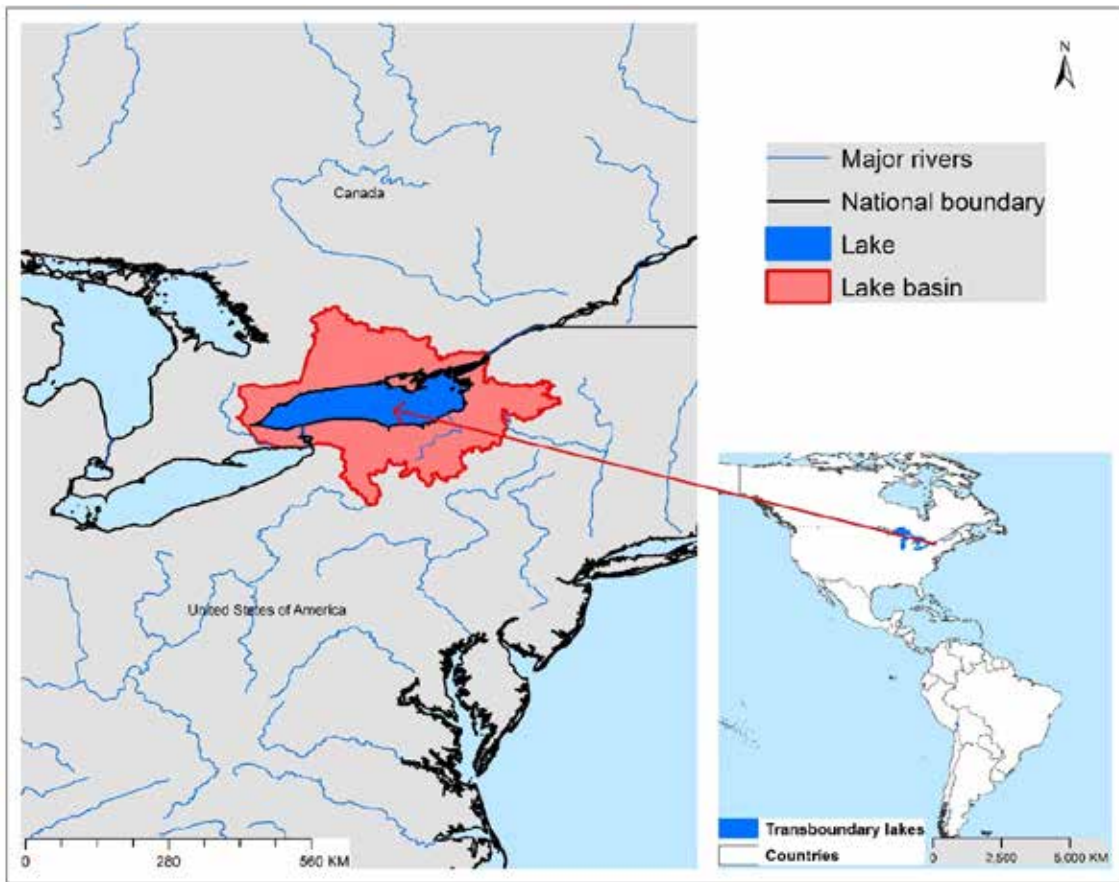 N
Major rivers
National boundary
Lake
Lake basin
Canada
United States of America
0 280 560 KM
Transboundary lakes
Countries
0 2,500 5,000 KM